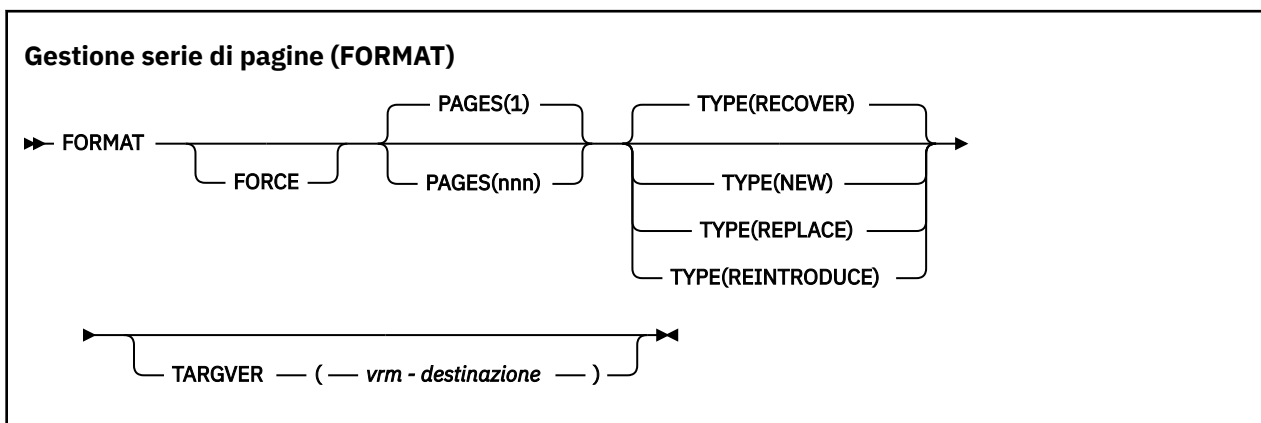 Gestione serie di pagine (FORMAT)
PAGES(1) TYPE(RECOVER)
FORMAT
FORCE PAGES(nnn) TYPE(NEW)
TYPE(REPLACE)
TYPE(REINTRODUCE)
TARGVER ( vrm - destinazione )